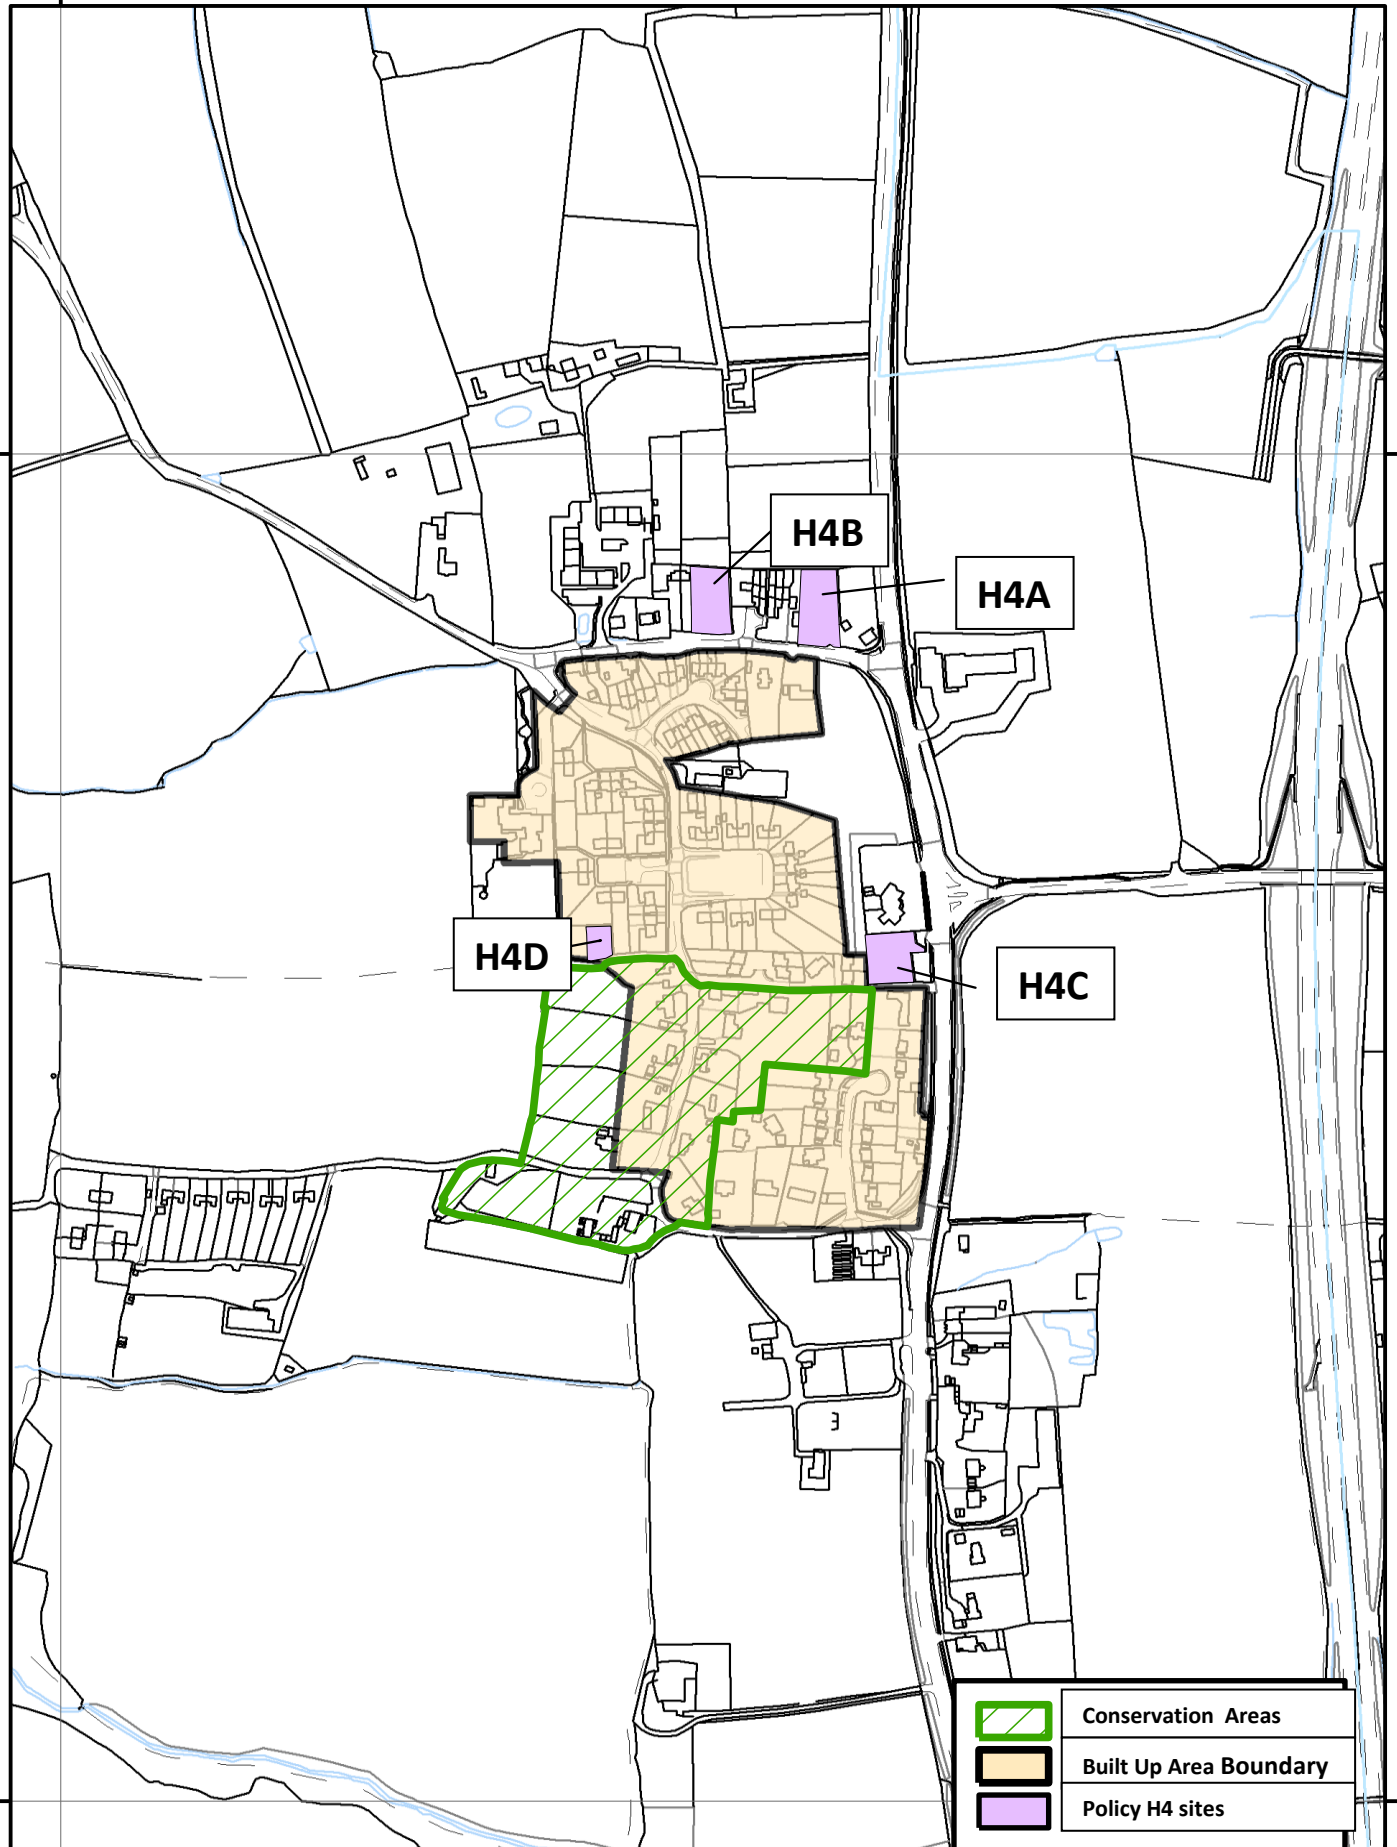 H4B
H4A
H4D
H4C
Conservation Areas
Built Up Area Boundary
Policy H4 sites